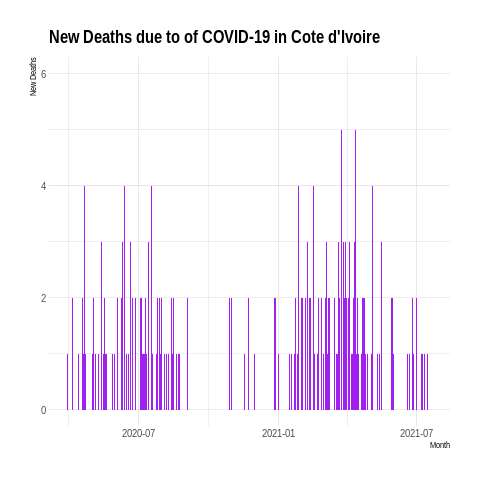 New Deaths due to of COVID-19 in Cote d'Ivoire
New Deaths
6
4
2
0
2020-07 2021-01 2021-07
Month